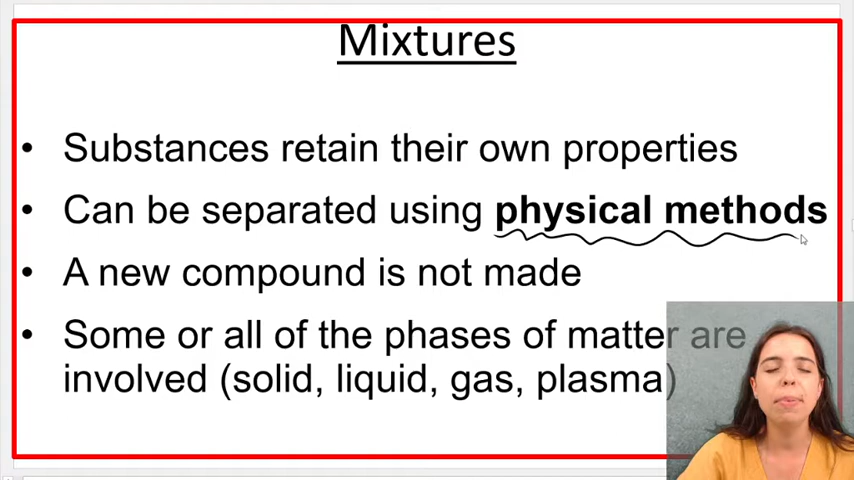 Mixtures
• Substances retain their own properties
• Can be separated using physical methods
• A new compound is not made
• Some or all of the phases of matter are
involved (solid, liquid, gas, plasma)